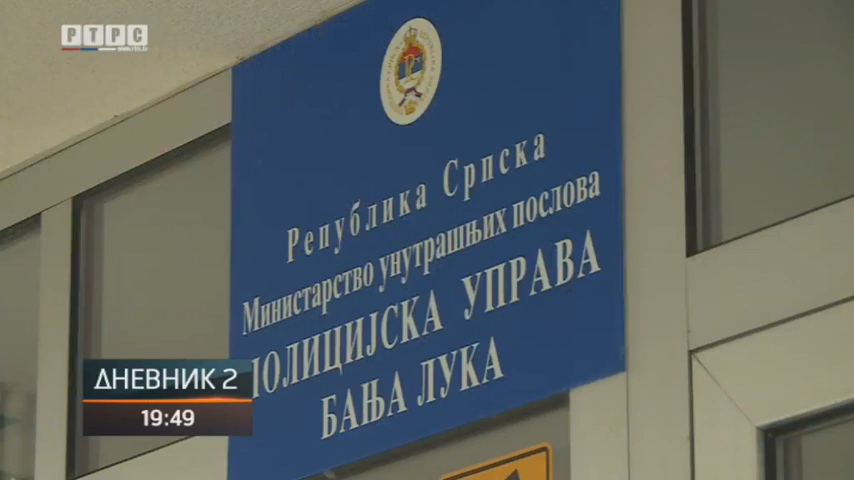 РТРС
Република Српска
Министарство унутрашњих послова
ПОЛИЦИЈСКА УПРАВА
БАЊА ЛУКА
ДНЕВНИК 2
19:49